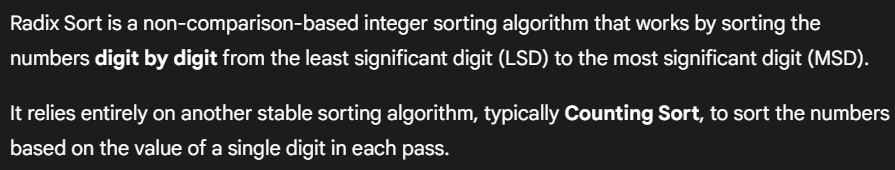 Radix Sort is a non-comparison-based integer sorting algorithm that works by sorting the
numbers digit by digit from the least significant digit (LSD) to the most significant digit (MSD).
It relies entirely on another stable sorting algorithm, typically Counting Sort, to sort the numbers
based on the value of a single digit in each pass.